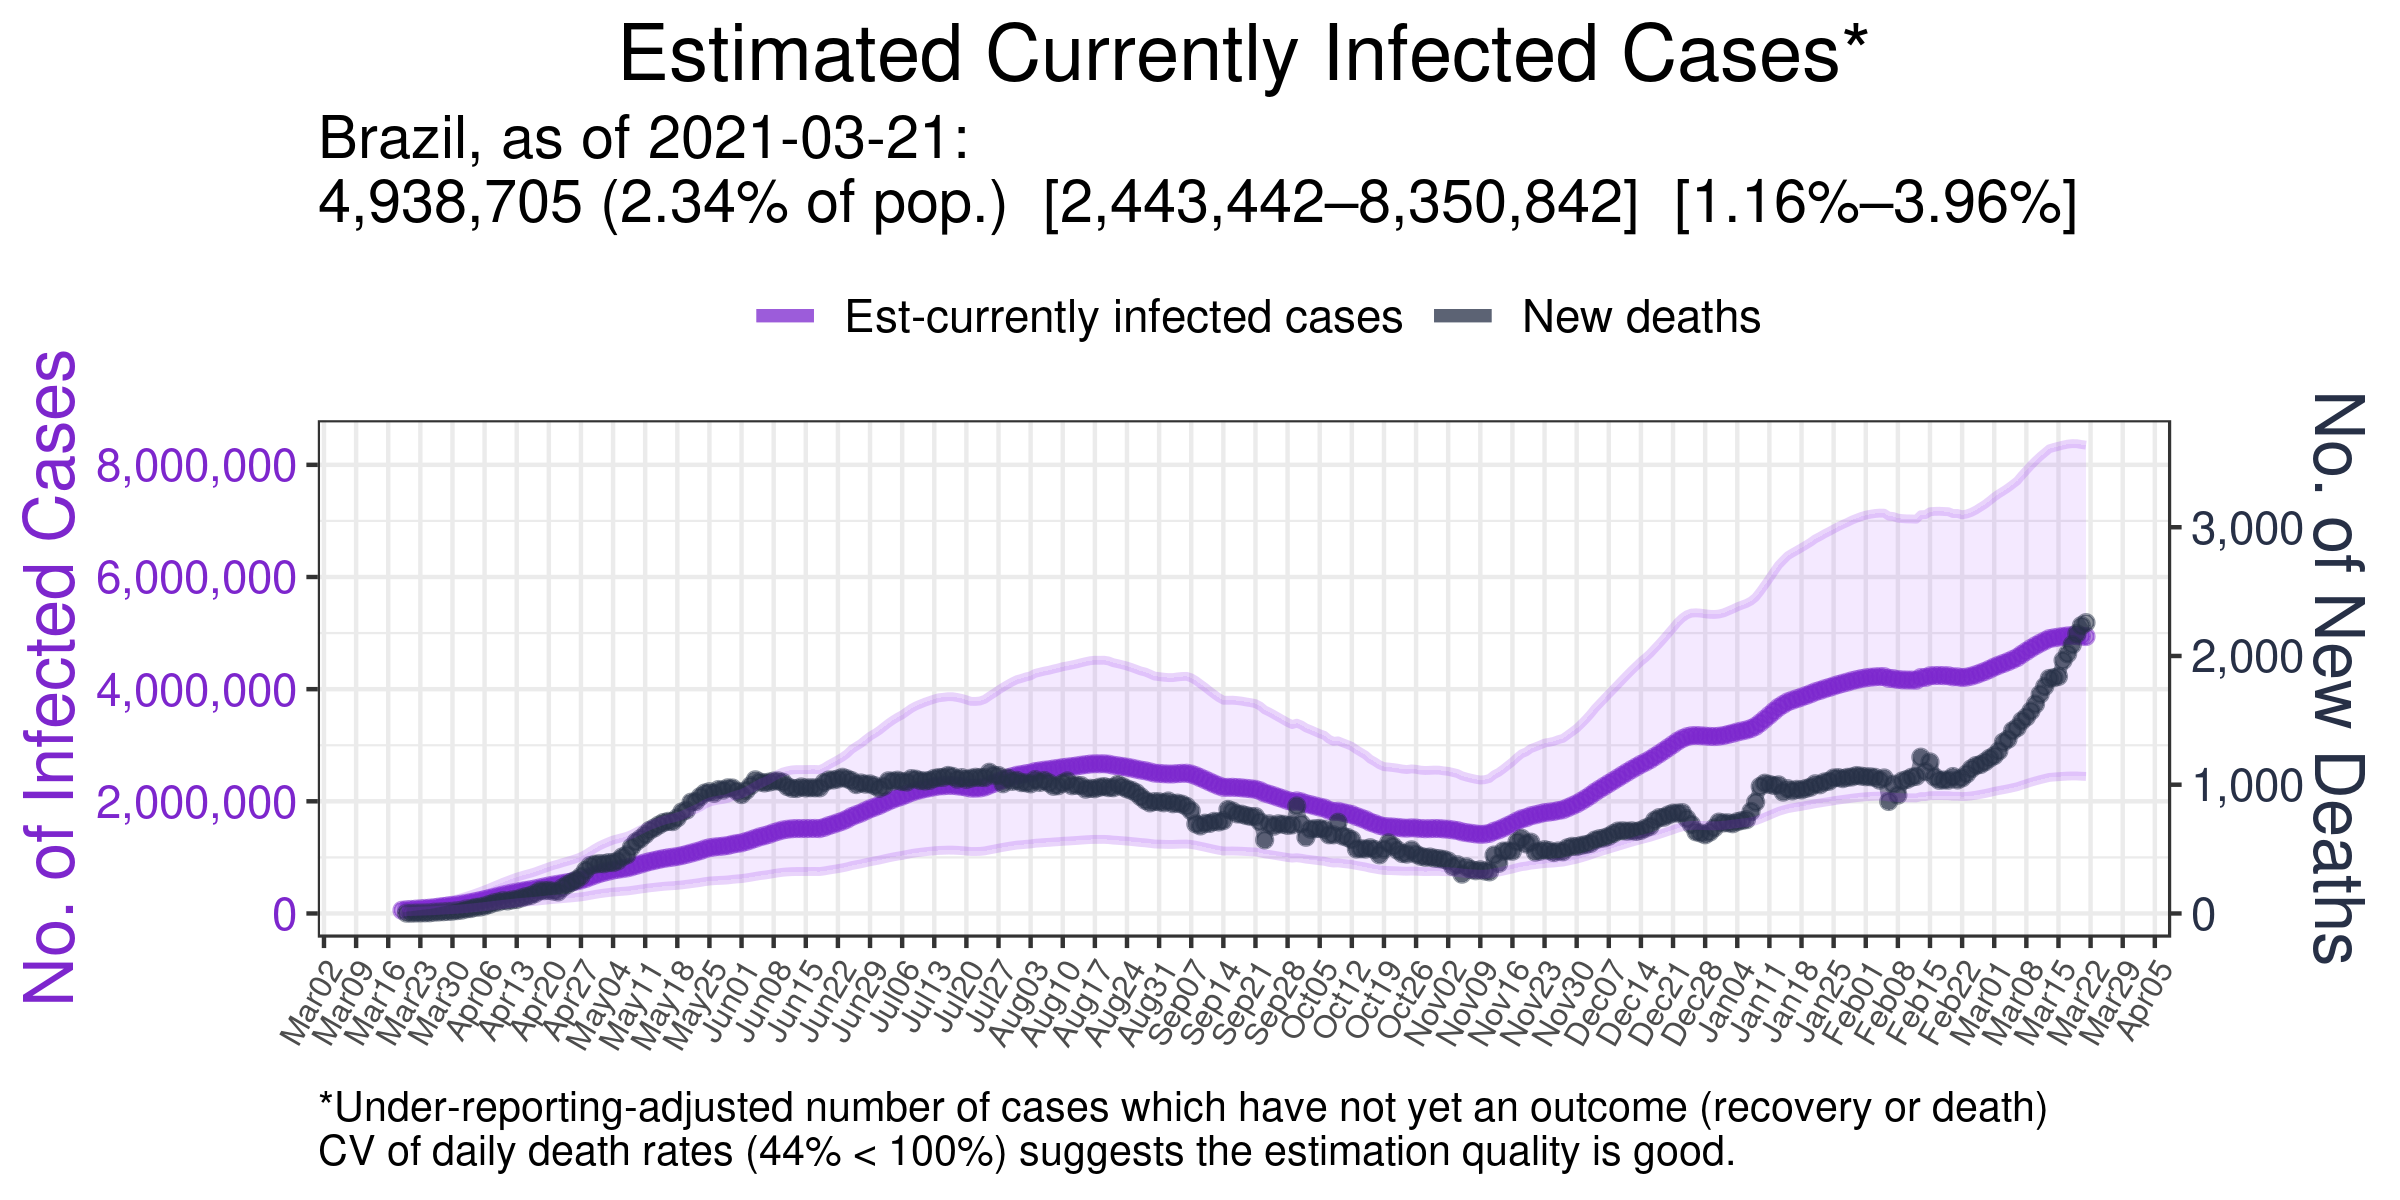 Estimated Currently Infected Cases*
Brazil, as of 2021-03-21:
4,938,705 (2.34% of pop.) [2,443,442–8,350,842] [1.16%–3.96%]
Est-currently infected cases
New deaths
No. of Infected Cases
8,000,000
6,000,000
4,000,000
2,000,000
0
3,000
2,000
1,000
0
No. of New Deaths
Mar02
Mar09
Mar16
Mar23
Mar30
Apr06
Apr13
Apr20
Apr27
May04
May11
May18
May25
Jun01
Jun08
Jun15
Jun22
Jun29
Jul06
Jul13
Jul20
Jul27
Aug03
Aug10
Aug17
Aug24
Aug31
Sep07
Sep14
Sep21
Sep28
Oct05
Oct12
Oct19
Oct26
Nov02
Nov09
Nov16
Nov23
Nov30
Dec07
Dec14
Dec21
Dec28
Jan04
Jan11
Jan18
Jan25
Feb01
Feb08
Feb15
Feb22
Mar01
Mar08
Mar15
Mar22
Mar29
Apr05
*Under-reporting-adjusted number of cases which have not yet an outcome (recovery or death)
CV of daily death rates (44% < 100%) suggests the estimation quality is good.